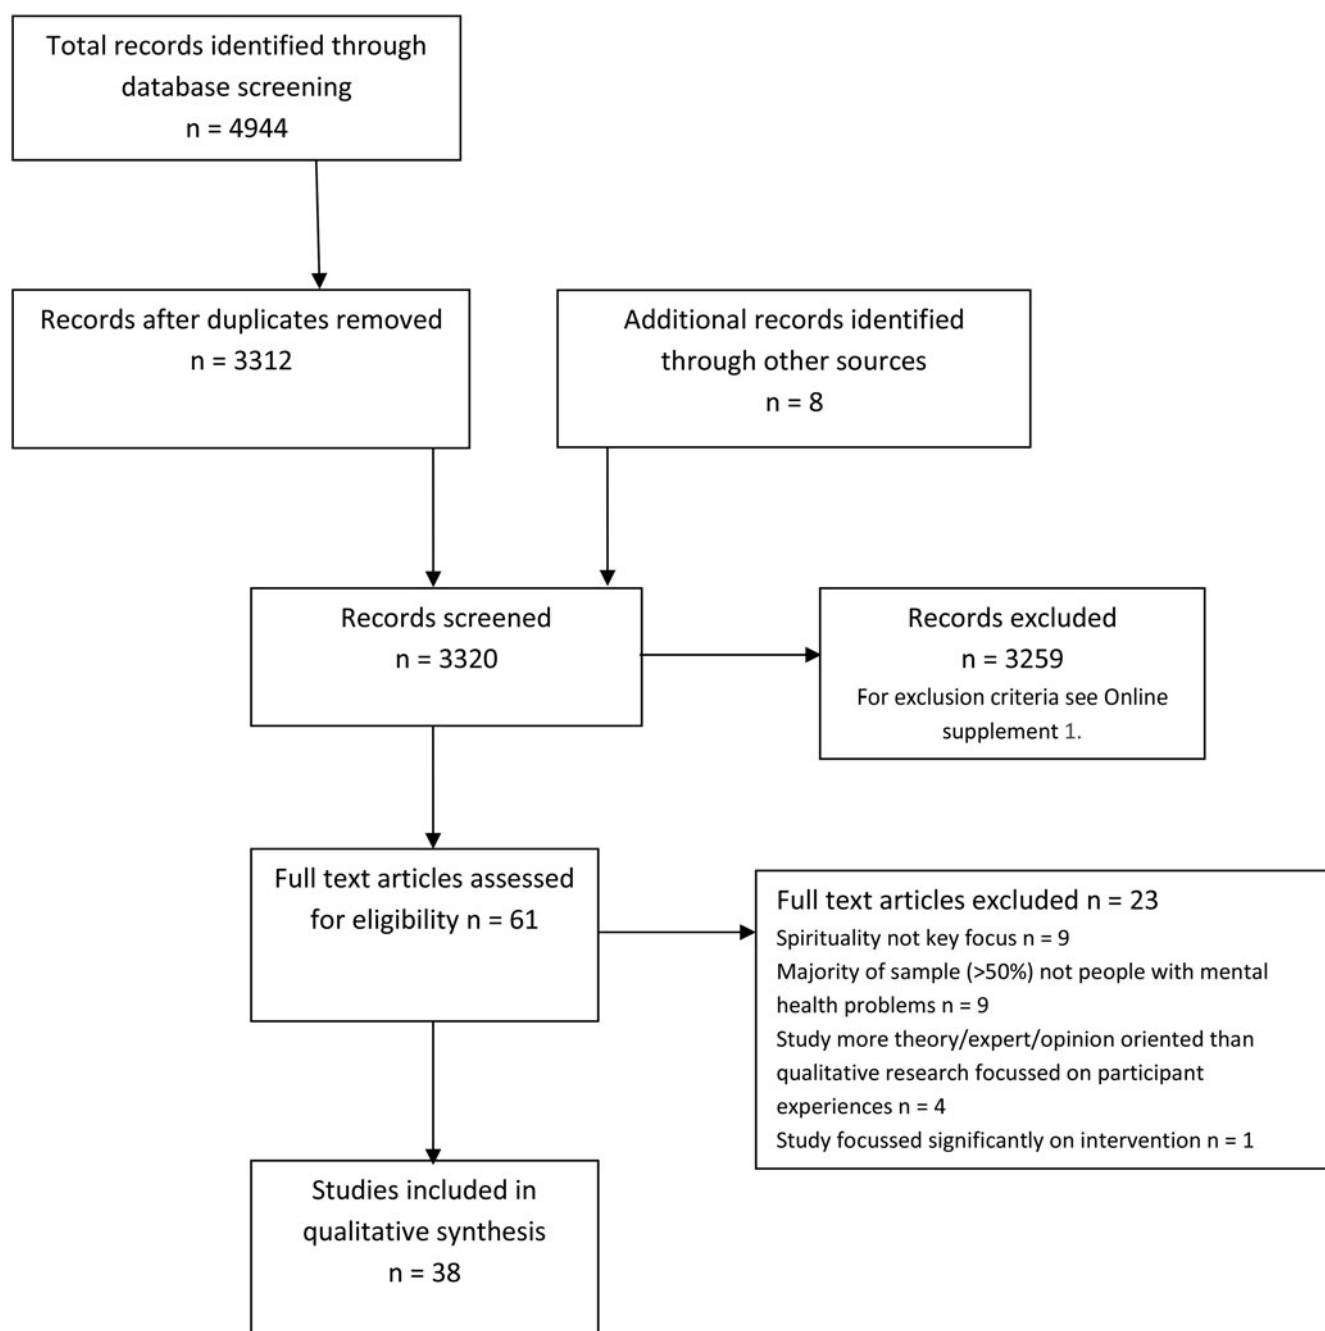 Total records identified through
database screening
n = 4944
Records after duplicates removed
n = 3312
Additional records identified
through other sources
n = 8
Records screened
n = 3320
Records excluded
n = 3259
For exclusion criteria see Online
supplement 1.
Full text articles assessed
for eligibility n = 61
Full text articles excluded n = 23
Spirituality not key focus n = 9
Majority of sample (>50%) not people with mental
health problems n = 9
Study more theory/expert/opinion oriented than
qualitative research focussed on participant
experiences n = 4
Study focussed significantly on intervention n = 1
Studies included in
qualitative synthesis
n = 38